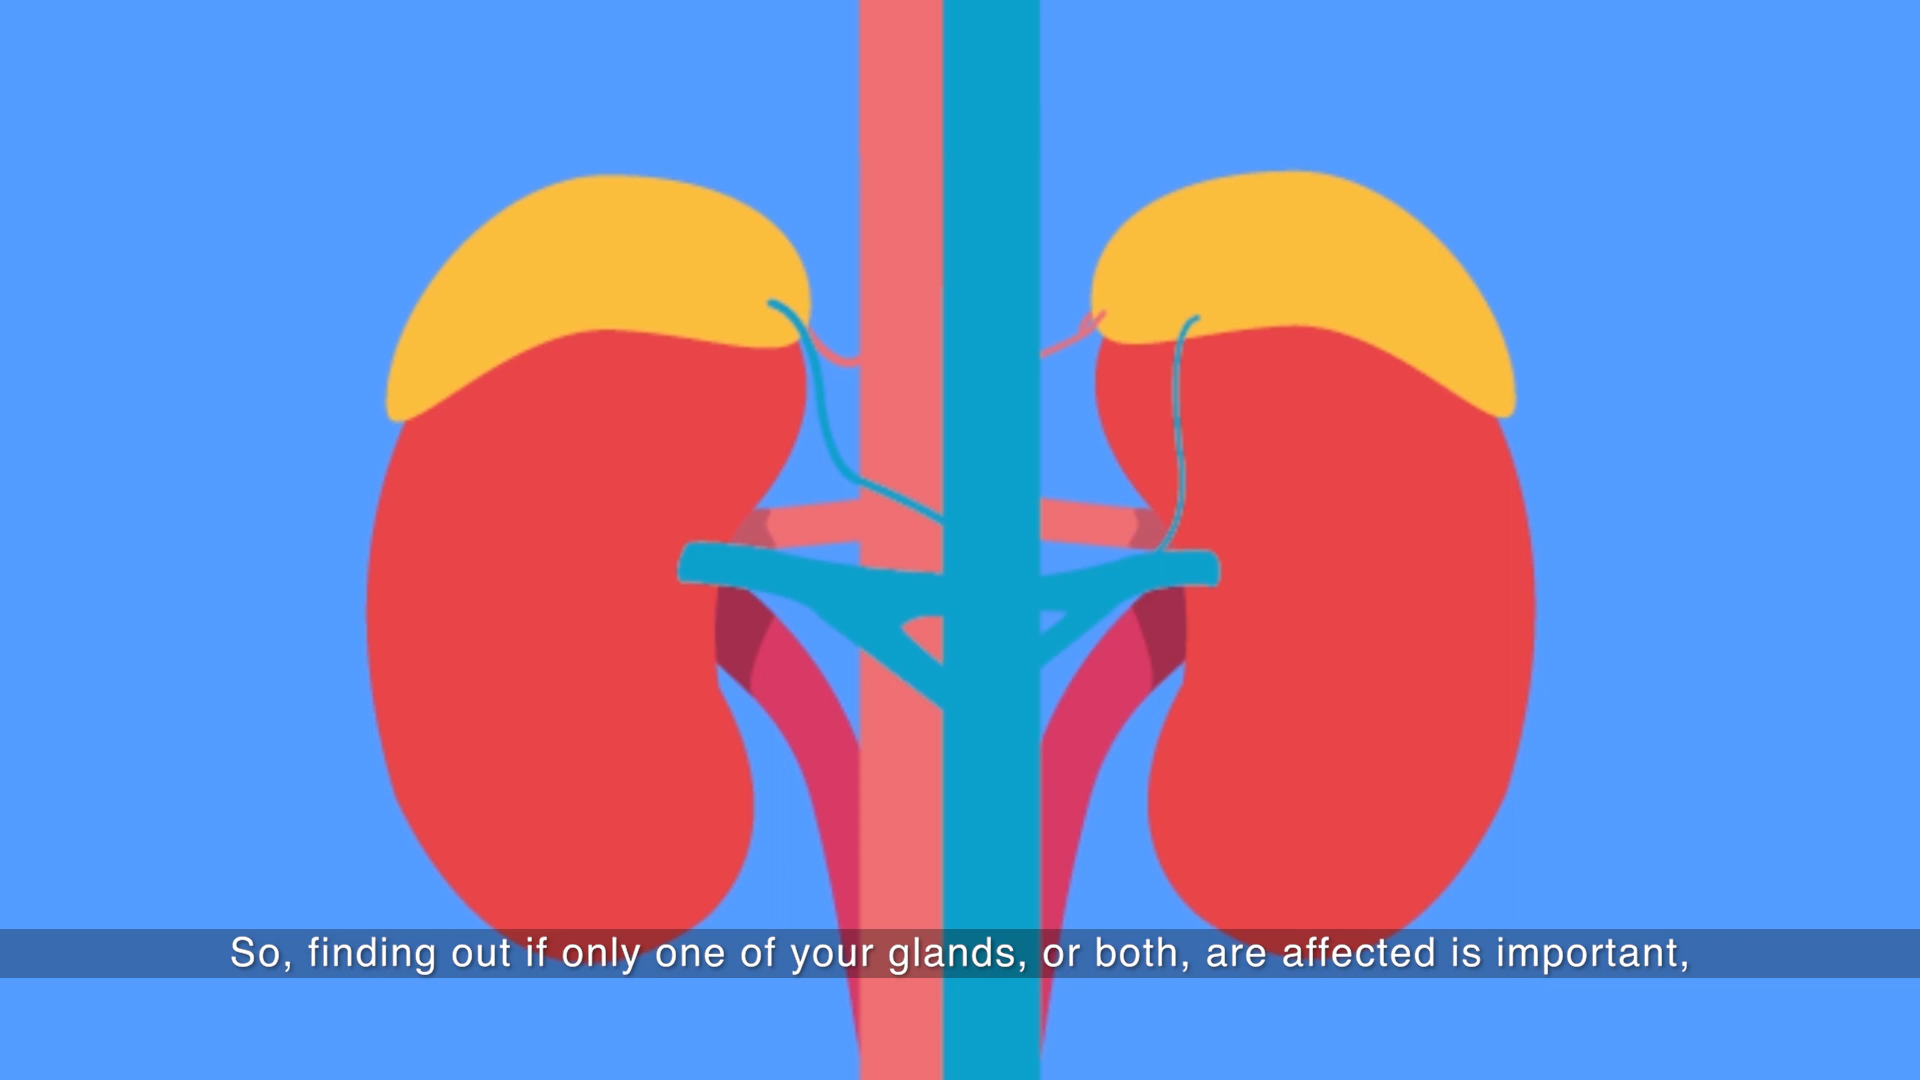 So, finding out if only one of your glands, or both, are affected is important,